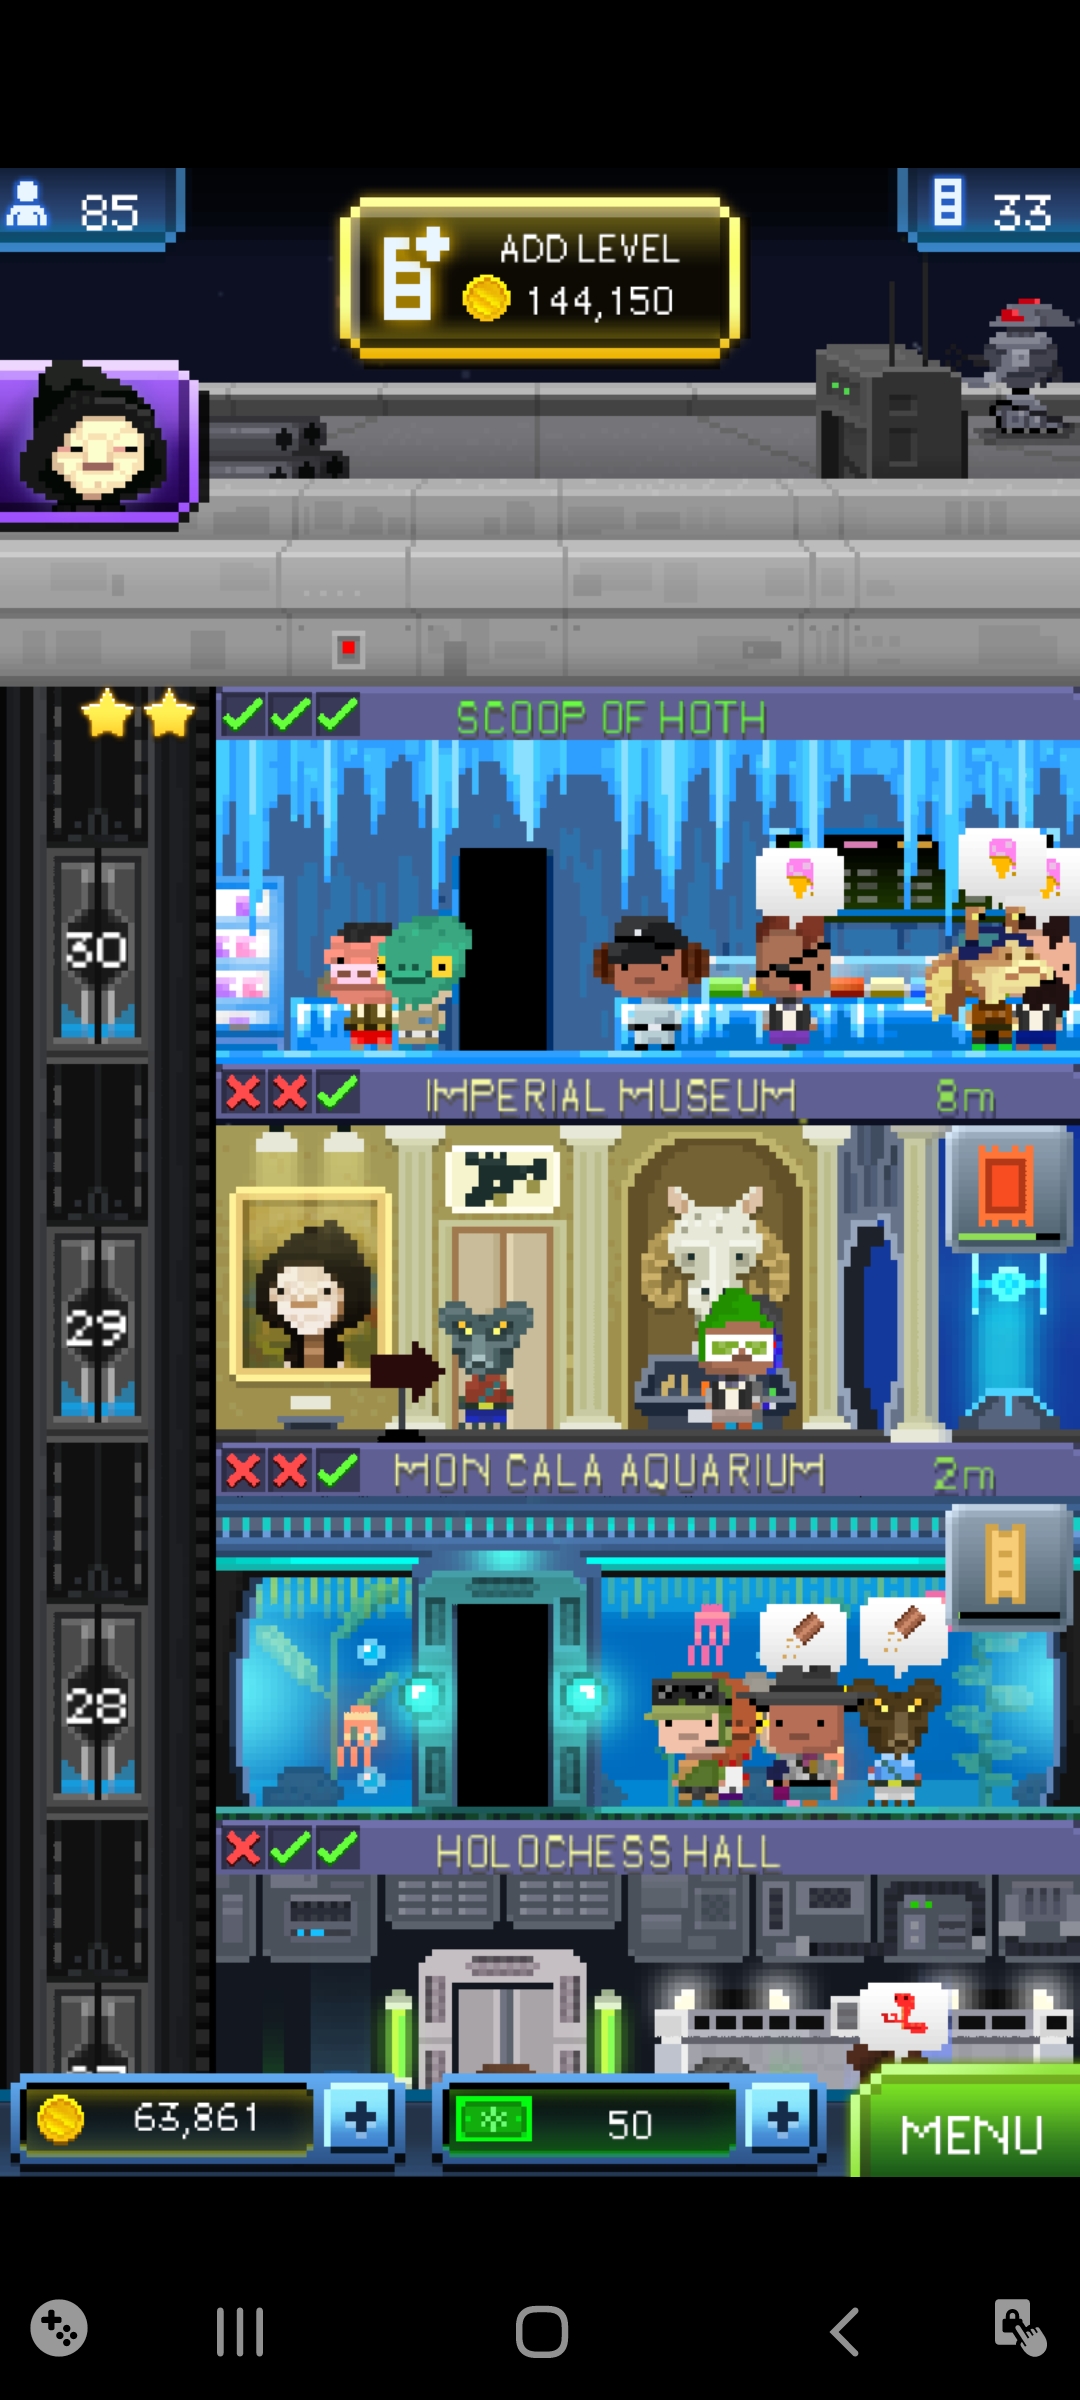 85
ADD LEVEL
144,150
33
SCOOP OF HOTH
30
IMPERIAL MUSEUM 8m
29
MON CALA AQUARIUM 2m
28
HOLOCHESS HALL
63,861
50
MENU